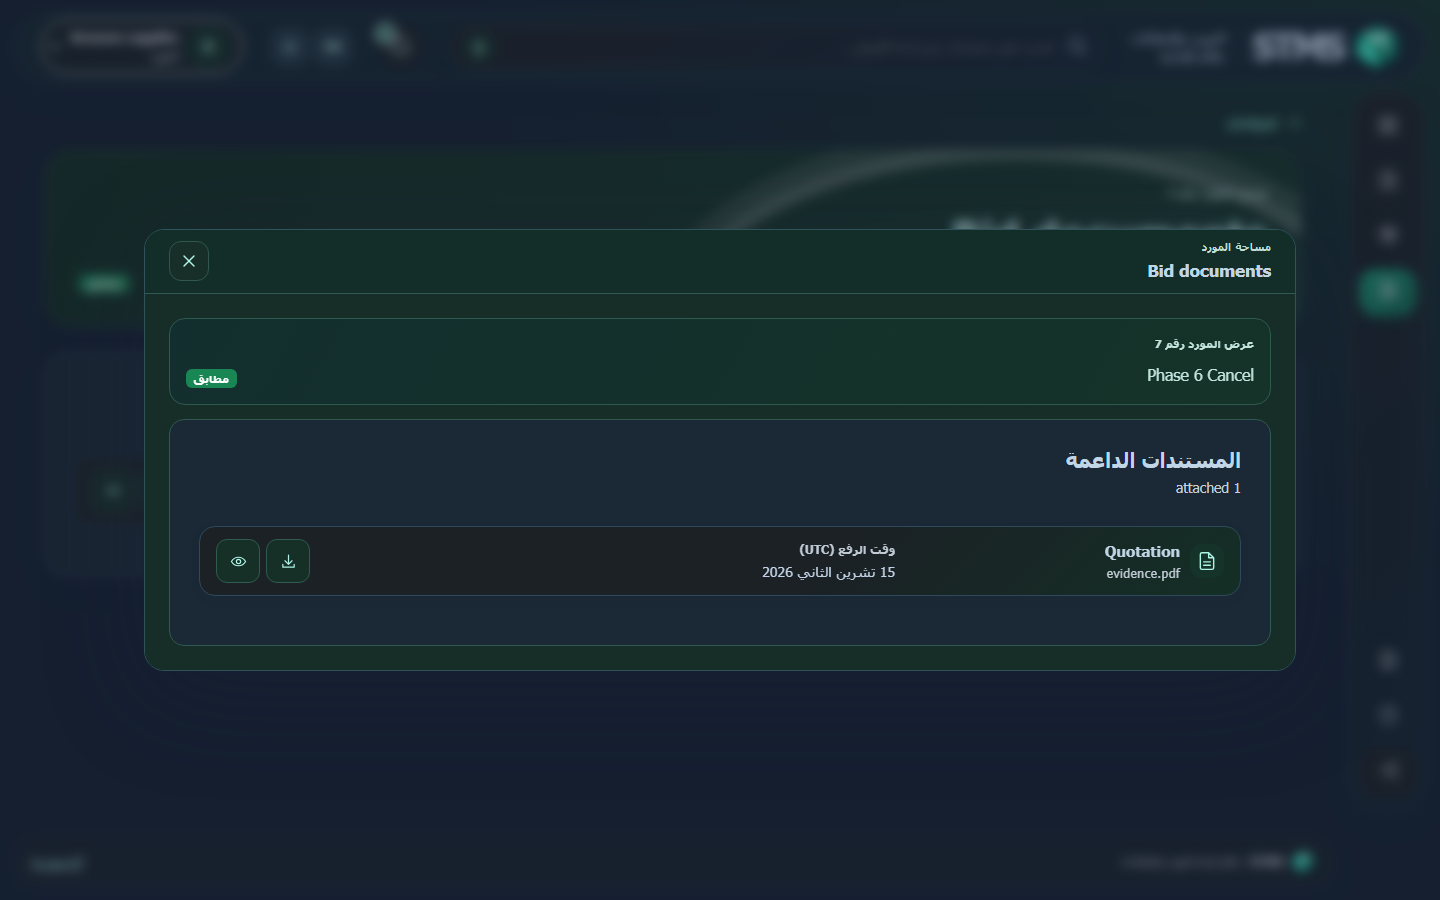 STMS
مساحة المورد
Bid documents
عرض المورد رقم 7
Phase 6 Cancel
مطابق
المستندات الداعمة
attached 1
Quotation
evidence.pdf
وقت الرفع (UTC)
15 تشرين الثاني 2026